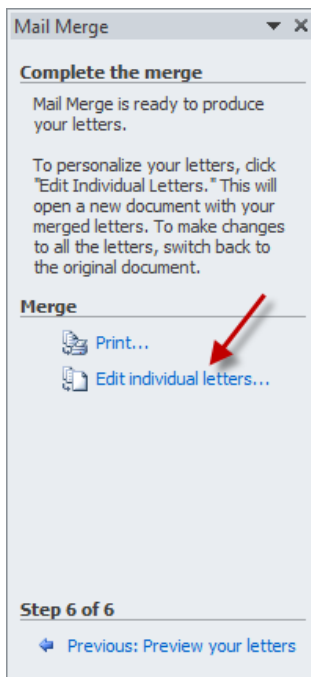 Mail Merge
Complete the merge
Mail Merge is ready to produce
your letters.
To personalize your letters, click
"Edit Individual Letters." This will
open a new document with your
merged letters. To make changes
to all the letters, switch back to
the original document.
Merge
Print...
Edit individual letters...
Step 6 of 6
Previous: Preview your letters